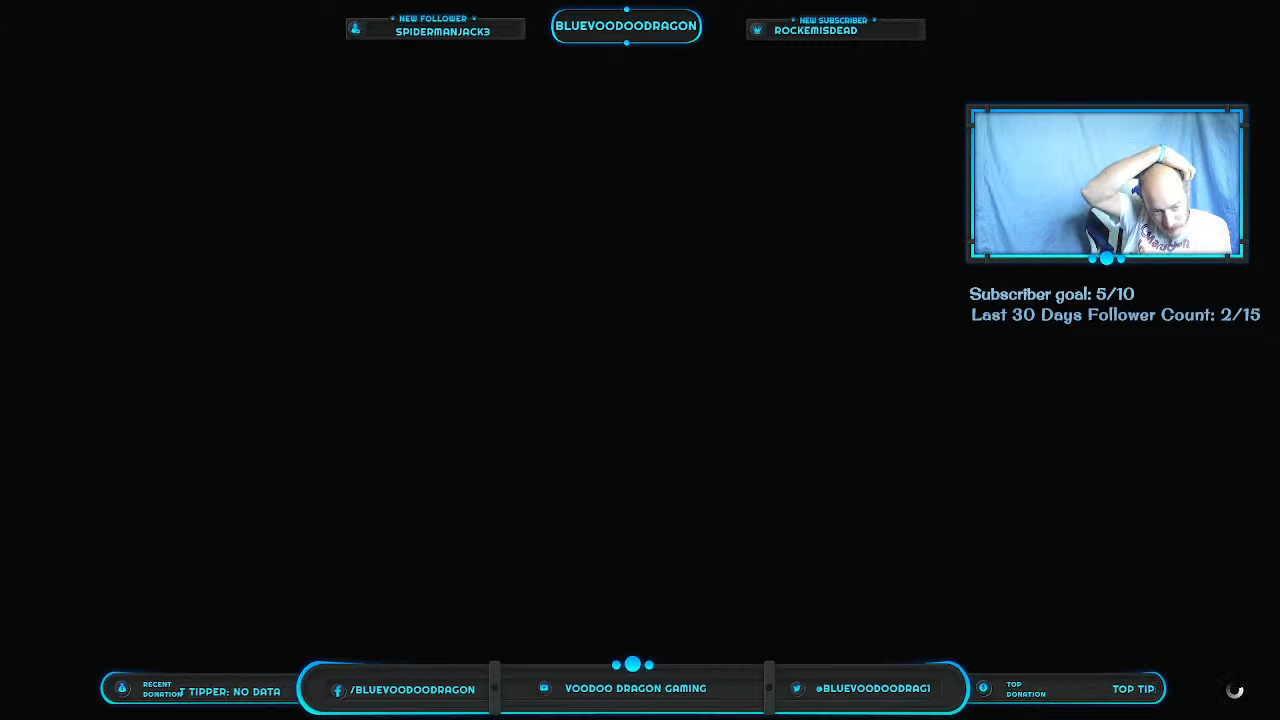 NEW FOLLOWER
SPIDERMANJACK3
BLUEVOODOODRAGON
NEW SUBSCRIBER
ROCKEMISDEAD
Subscriber goal: 5/10
Last 30 Days Follower Count: 2/15
RECENT
DONATION
T TIPPER: NO DATA
/BLUEVOODOODRAGON
VOODOO DRAGON GAMING
@BLUEVOODOODRAG1
TOP
DONATION
TOP TIP